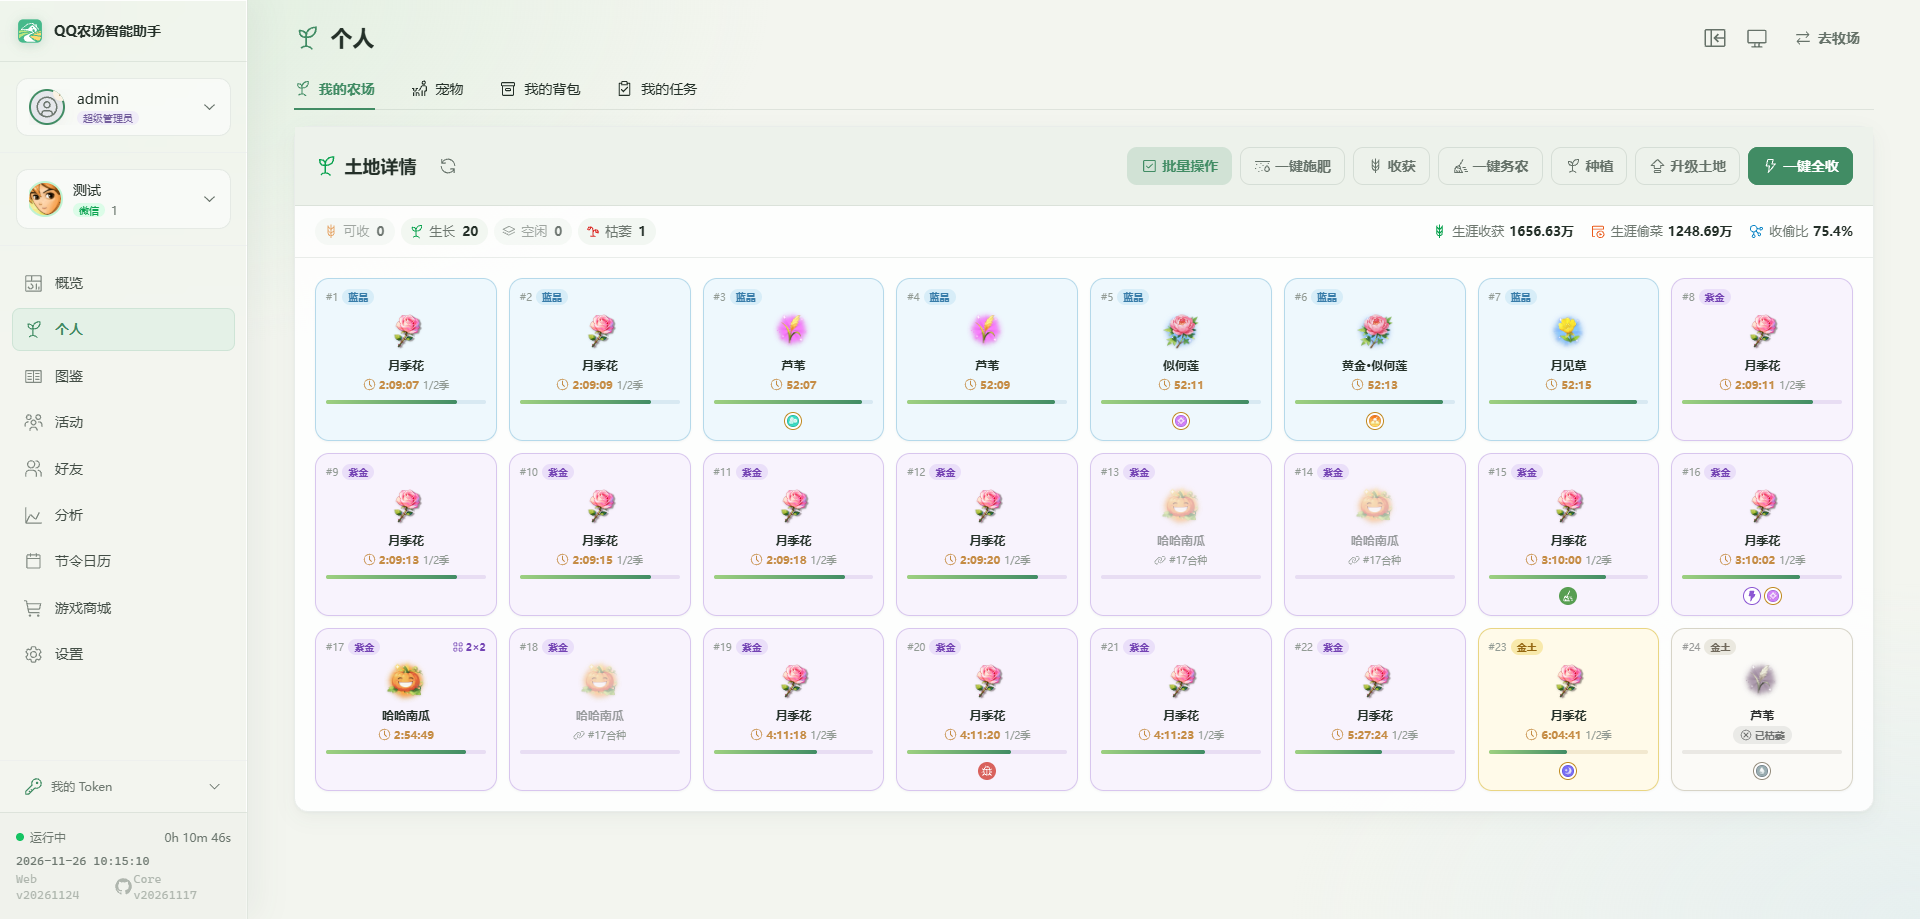 QQ农场智能助手
admin
超级管理员
测试
微信 1
概览
个人
图鉴
活动
好友
分析
节令日历
游戏商城
设置
我的 Token
运行中 0h 10m 46s
2026-11-26 10:15:10
Web v20261124
Core v20261117
个人
去牧场
我的农场 宠物 我的背包 我的任务
土地详情
批量操作 一键施肥 收获 一键务农 种植 升级土地 一键全收
可收 0 生长 20 空闲 0 枯萎 1
生涯收获 1656.63万 生涯偷菜 1248.69万 收偷比 75.4%
#1 蓝晶
月季花
2:09:07 1/2季
#2 蓝晶
月季花
2:09:09 1/2季
#3 蓝晶
芦苇
52:07
#4 蓝晶
芦苇
52:09
#5 蓝晶
似何莲
52:11
#6 蓝晶
黄金•似何莲
52:13
#7 蓝晶
月见草
52:15
#8 紫金
月季花
2:09:11 1/2季
#9 紫金
月季花
2:09:13 1/2季
#10 紫金
月季花
2:09:15 1/2季
#11 紫金
月季花
2:09:18 1/2季
#12 紫金
月季花
2:09:20 1/2季
#13 紫金
哈哈南瓜
#17合种
#14 紫金
哈哈南瓜
#17合种
#15 紫金
月季花
3:10:00 1/2季
#16 紫金
月季花
3:10:02 1/2季
#17 紫金 2×2
哈哈南瓜
2:54:49
#18 紫金
哈哈南瓜
#17合种
#19 紫金
月季花
4:11:18 1/2季
#20 紫金
月季花
4:11:20 1/2季
#21 紫金
月季花
4:11:23 1/2季
#22 紫金
月季花
5:27:24 1/2季
#23 金土
月季花
6:04:41 1/2季
#24 金土
芦苇
已枯萎